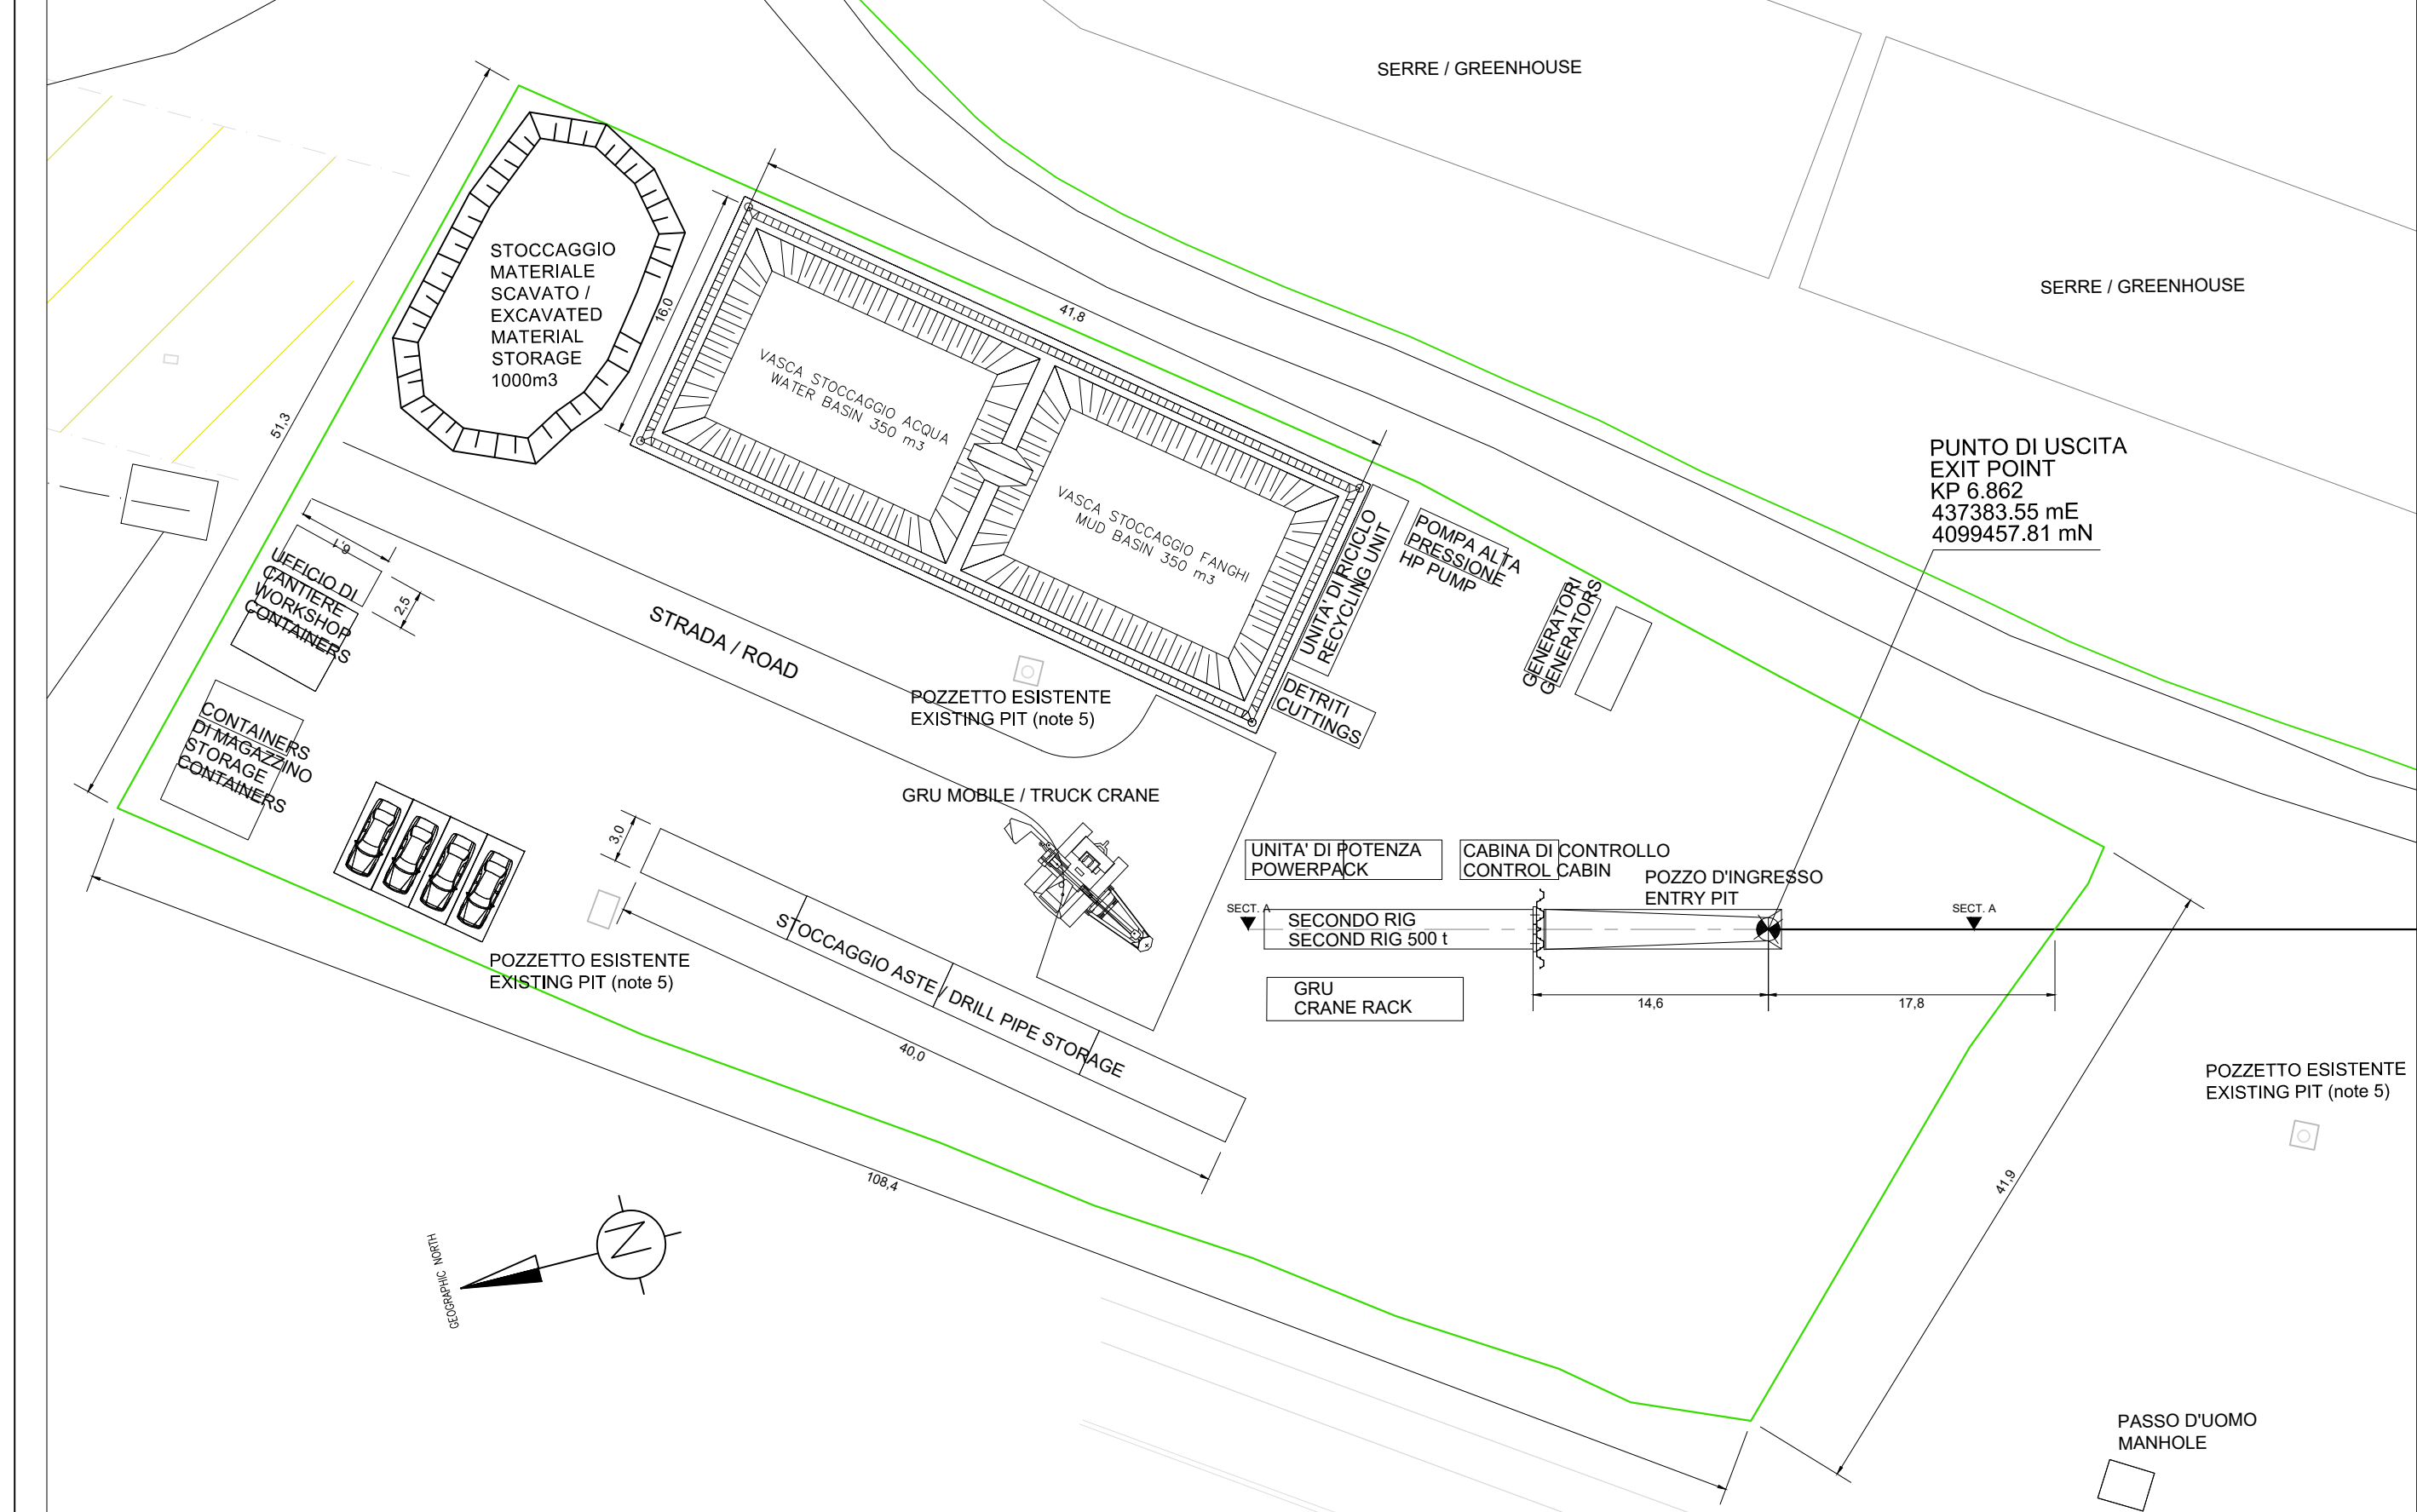 SERRE / GREENHOUSE
SERRE / GREENHOUSE
STOCCAGGIO
MATERIALE
SCAVATO /
EXCAVATED
MATERIAL
STORAGE
1000m3
51,3
16,0
41,8
VASCA STOCCAGGIO ACQUA
WATER BASIN 350 m3
VASCA STOCCAGGIO FANGHI
MUD BASIN 350 m3
UNITA' DI RICICLO
RECYCLING UNIT
POMPA ALTA
PRESSIONE
HP PUMP
GENERATORI
GENERATORS
DETRITI
CUTTINGS
PUNTO DI USCITA
EXIT POINT
KP 6.862
437383.55 mE
4099457.81 mN
6,1
2,5
UFFICIO DI
CANTIERE
WORKSHOP
CONTAINERS
CONTAINERS
DI MAGAZZINO
STORAGE
CONTAINERS
STRADA / ROAD
POZZETTO ESISTENTE
EXISTING PIT (note 5)
GRU MOBILE / TRUCK CRANE
3,0
STOCCAGGIO ASTE / DRILL PIPE STORAGE
40,0
POZZETTO ESISTENTE
EXISTING PIT (note 5)
108,4
UNITA' DI POTENZA
POWERPACK
CABINA DI CONTROLLO
CONTROL CABIN
POZZO D'INGRESSO
ENTRY PIT
SECT. A
SECT. A
SECONDO RIG
SECOND RIG 500 t
GRU
CRANE RACK
14,6
17,8
41,9
POZZETTO ESISTENTE
EXISTING PIT (note 5)
PASSO D'UOMO
MANHOLE
GEOGRAPHIC NORTH
N